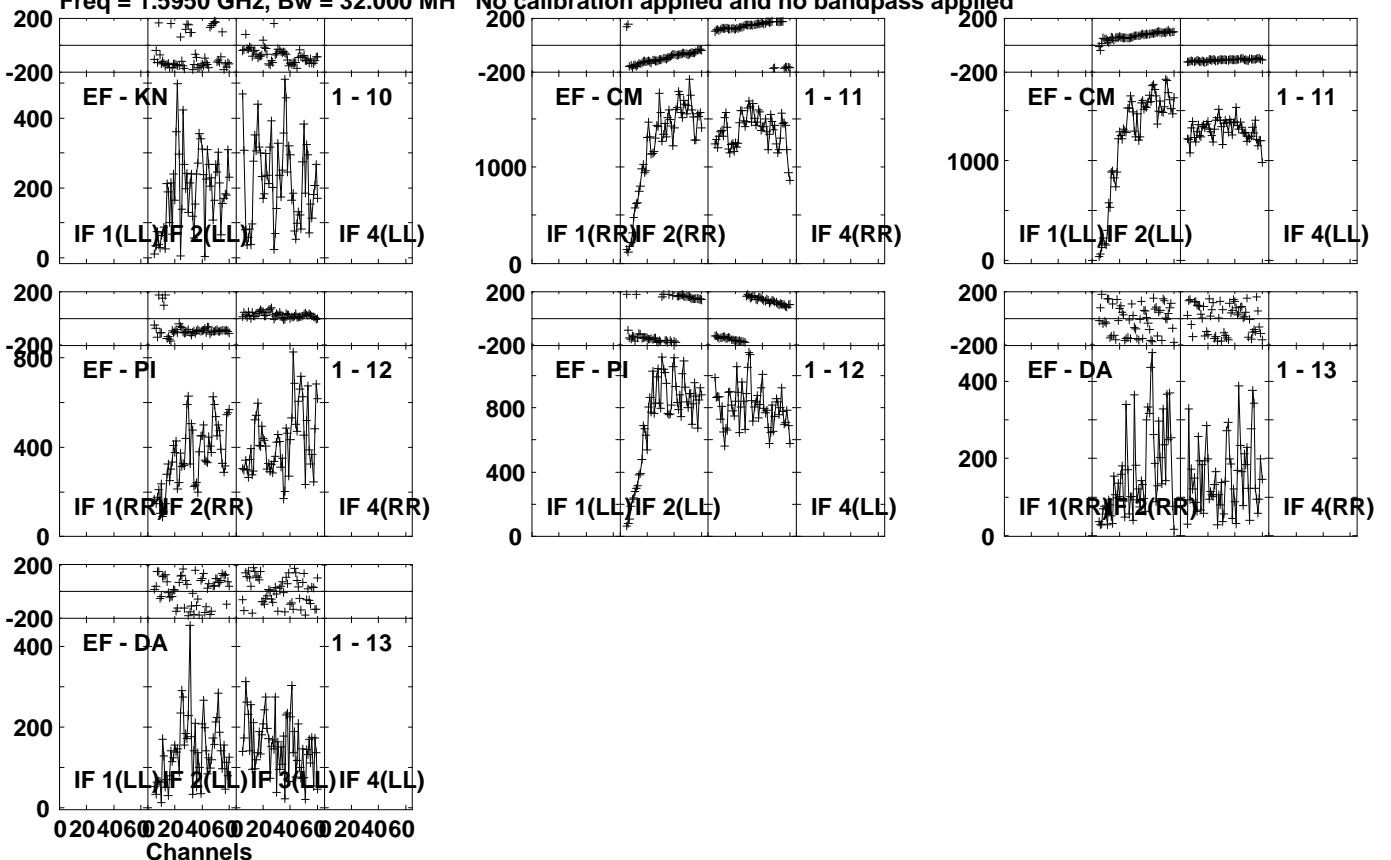 Freq = 1.5950 GHz, Bw = 32.000 MH No calibration applied and no bandpass applied
200
-200
400
200
0
EF - KN
1 - 10
IF 1(LL) IF 2(LL) IF 4(LL)
200
-200
1000
0
EF - CM
1 - 11
IF 1(RR) IF 2(RR) IF 4(RR)
200
-200
1000
0
EF - CM
1 - 11
IF 1(LL) IF 2(LL) IF 4(LL)
200
-200
800
400
0
EF - PI
1 - 12
IF 1(RR) IF 2(RR) IF 4(RR)
200
-200
800
400
0
EF - PI
1 - 12
IF 1(LL) IF 2(LL) IF 4(LL)
200
-200
400
200
0
EF - DA
1 - 13
IF 1(RR) IF 2(RR) IF 4(RR)
200
-200
400
200
0
EF - DA
1 - 13
IF 1(LL) IF 2(LL) IF 3(LL) IF 4(LL)
0 20 40 60 0 20 40 60 0 20 40 60 0 20 40 60
Channels